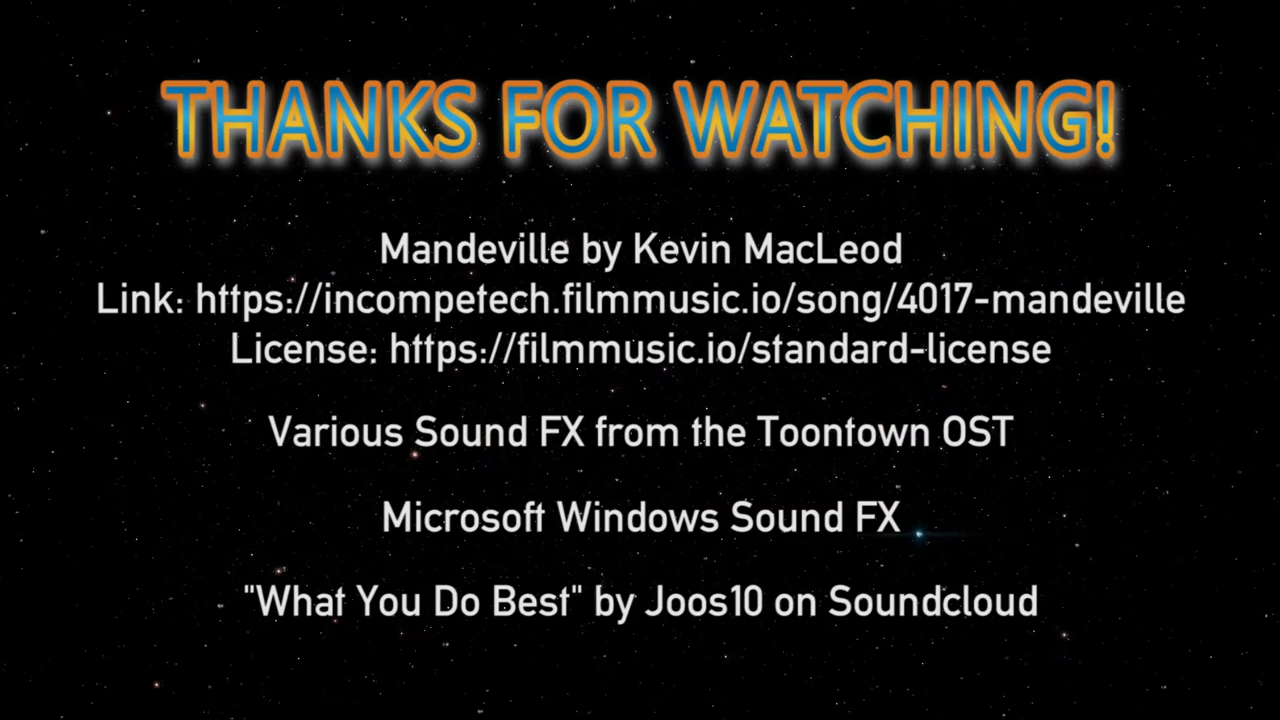 THANKS FOR WATCHING!
Mandeville by Kevin MacLeod
Link: https://incompetech.filmmusic.io/song/4017-mandeville
License: https://filmmusic.io/standard-license
Various Sound FX from the Toontown OST
Microsoft Windows Sound FX
"What You Do Best" by Joos10 on Soundcloud